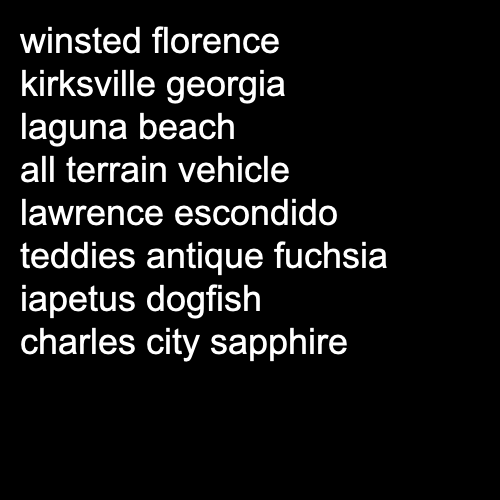 winsted florence
kirksville georgia
laguna beach
all terrain vehicle
lawrence escondido
teddies antique fuchsia
iapetus dogfish
charles city sapphire